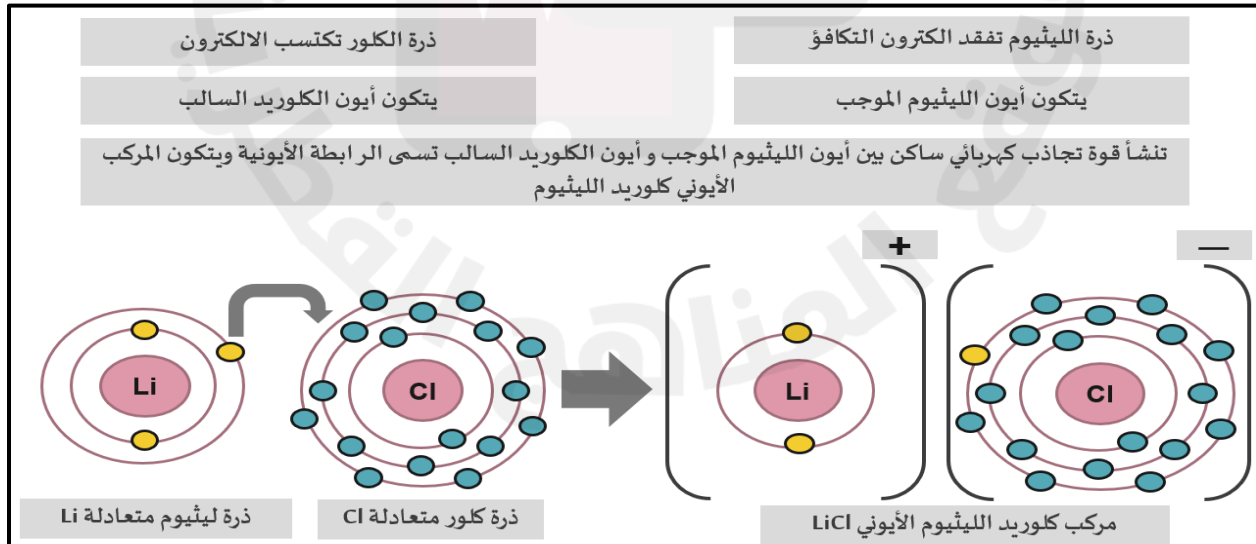 ذرة الليثيوم تفقد الكترون التكافؤ
ذرة الكلور تكتسب الالكترون
يتكون أيون الليثيوم الموجب
يتكون أيون الكلوريد السالب
تنشأ قوة تجاذب كهربائي ساكن بين أيون الليثيوم الموجب و أيون الكلوريد السالب تسمى الرابطة الأيونية ويتكون المركب
الأيوني كلوريد الليثيوم
+
—
Li
Cl
Li
Cl
ذرة ليثيوم متعادلة Li
ذرة كلور متعادلة Cl
مركب كلوريد الليثيوم الأيوني LiCl